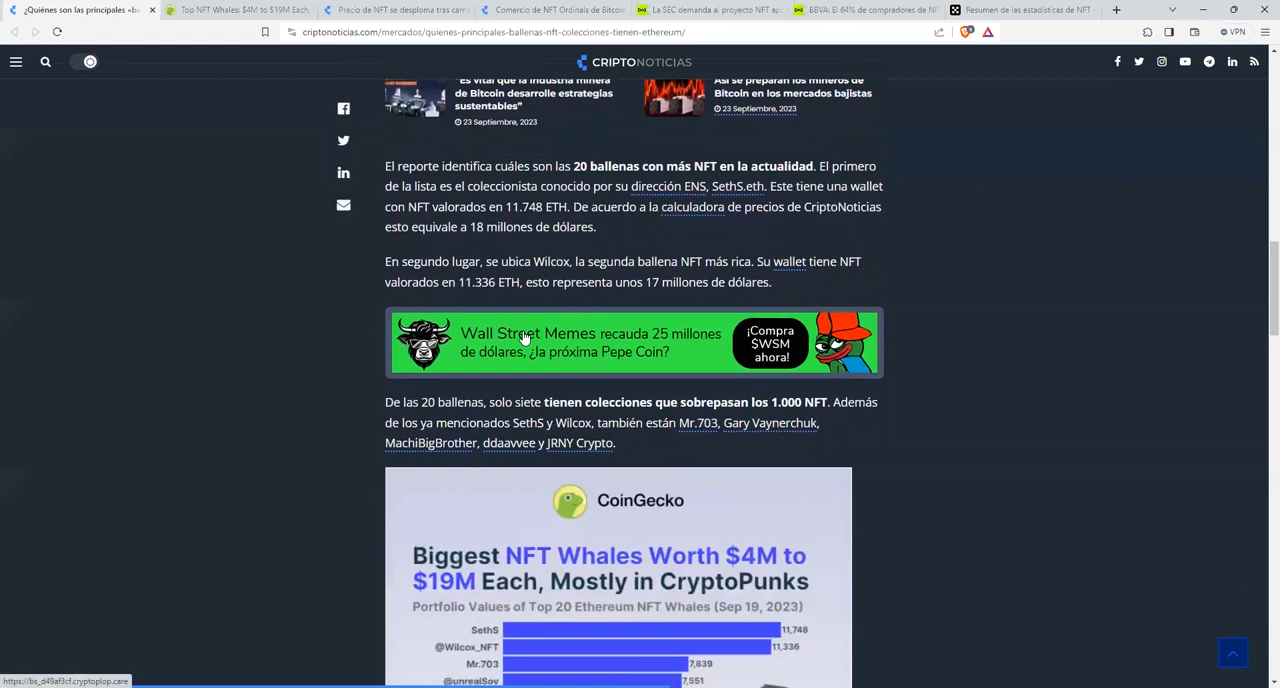 ¿Quiénes son las principales «ba
Top NFT Whales: $4M to $19M Each,
Precio de NFT se desploma tras cam
Comercio de NFT Ordinals de Bitcoin
La SEC demanda al proyecto NFT apo
BBVA: El 64% de compradores de NF
Resumen de las estadísticas de NFT -
criptonoticias.com/mercados/quienes-principales-ballenas-nft-colecciones-tienen-ethereum/
VPN
CRIPTONOTICIAS
"Es vital que la industria minera
de Bitcoin desarrolle estrategias
sustentables"
23 Septiembre, 2023
Así se preparan los mineros de
Bitcoin en los mercados bajistas
23 Septiembre, 2023
El reporte identifica cuáles son las 20 ballenas con más NFT en la actualidad. El primero
de la lista es el coleccionista conocido por su dirección ENS, SethS.eth. Este tiene una wallet
con NFT valorados en 11.748 ETH. De acuerdo a la calculadora de precios de CriptoNoticias
esto equivale a 18 millones de dólares.
En segundo lugar, se ubica Wilcox, la segunda ballena NFT más rica. Su wallet tiene NFT
valorados en 11.336 ETH, esto representa unos 17 millones de dólares.
Wall Street Memes recauda 25 millones
de dólares, ¿la próxima Pepe Coin?
¡Compra
$WSM
ahora!
De las 20 ballenas, solo siete tienen colecciones que sobrepasan los 1.000 NFT. Además
de los ya mencionados SethS y Wilcox, también están Mr.703, Gary Vaynerchuk,
MachiBigBrother, ddaavvee y JRNY Crypto.
CoinGecko
Biggest NFT Whales Worth $4M to
$19M Each, Mostly in CryptoPunks
Portfolio Values of Top 20 Ethereum NFT Whales (Sep 19, 2023)
SethS 11,748
@Wilcox_NFT 11,336
Mr.703 7,839
@unrealSov 7,551
https://bs_d49af3cf.cryptoplop.care